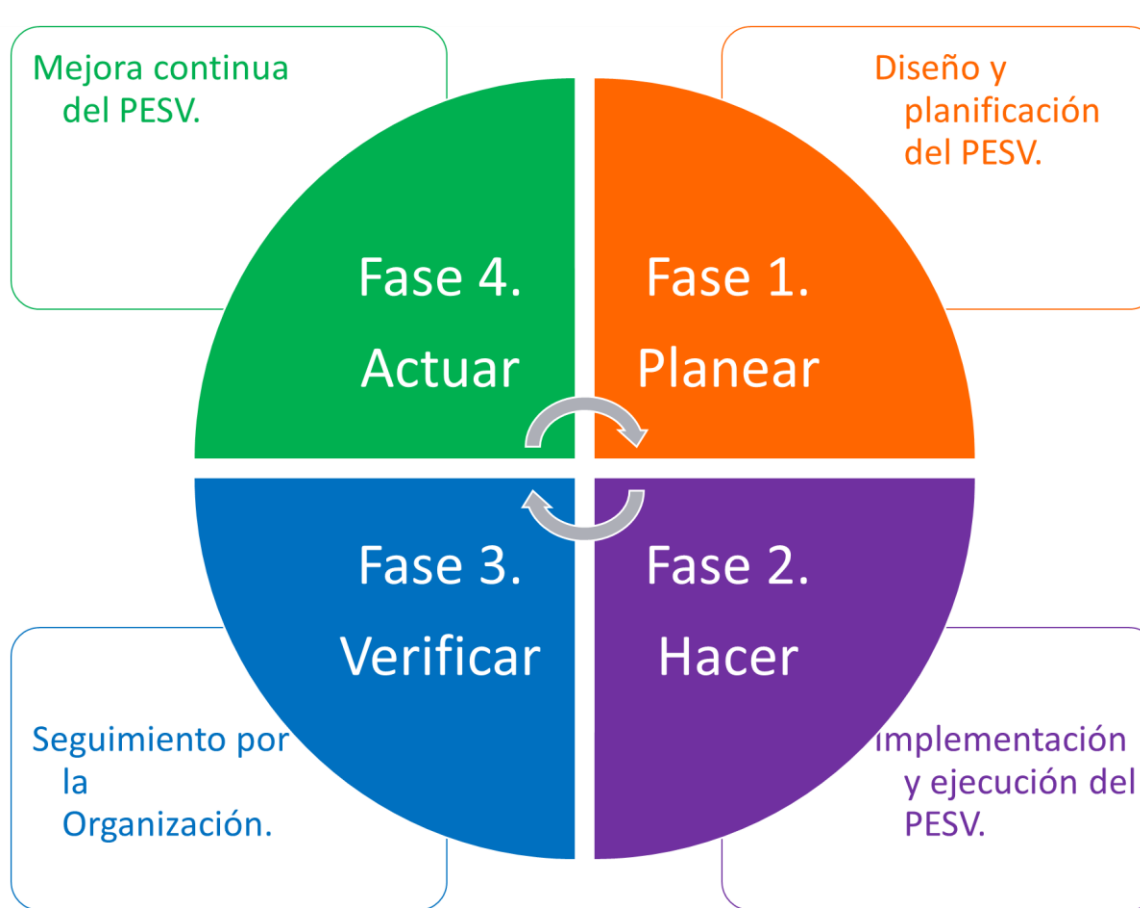 Mejora continua
del PESV.
Diseño y
planificación
del PESV.
Fase 4.
Actuar
Fase 1.
Planear
Fase 3.
Verificar
Fase 2.
Hacer
Seguimiento por
la
Organización.
Implementación
y ejecución del
PESV.